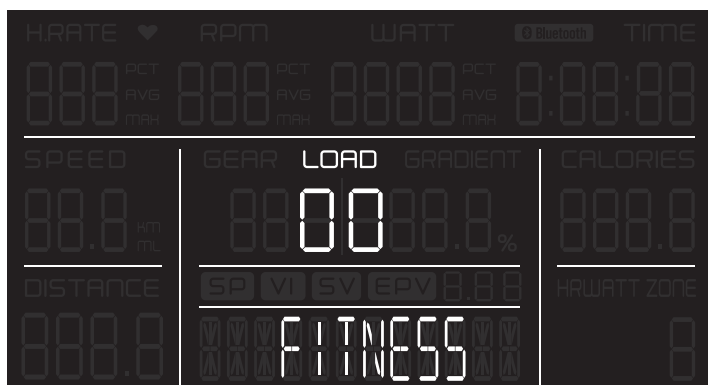 H.RATE RPM WATT Bluetooth TIME
PCT PCT PCT
AVG AVG AVG
MAX MAX MAX
SPEED GEAR LOAD GRADIENT CALORIES
00
KM
ML %
DISTANCE SP VI SV EPV HRWATT ZONE
FITNESS